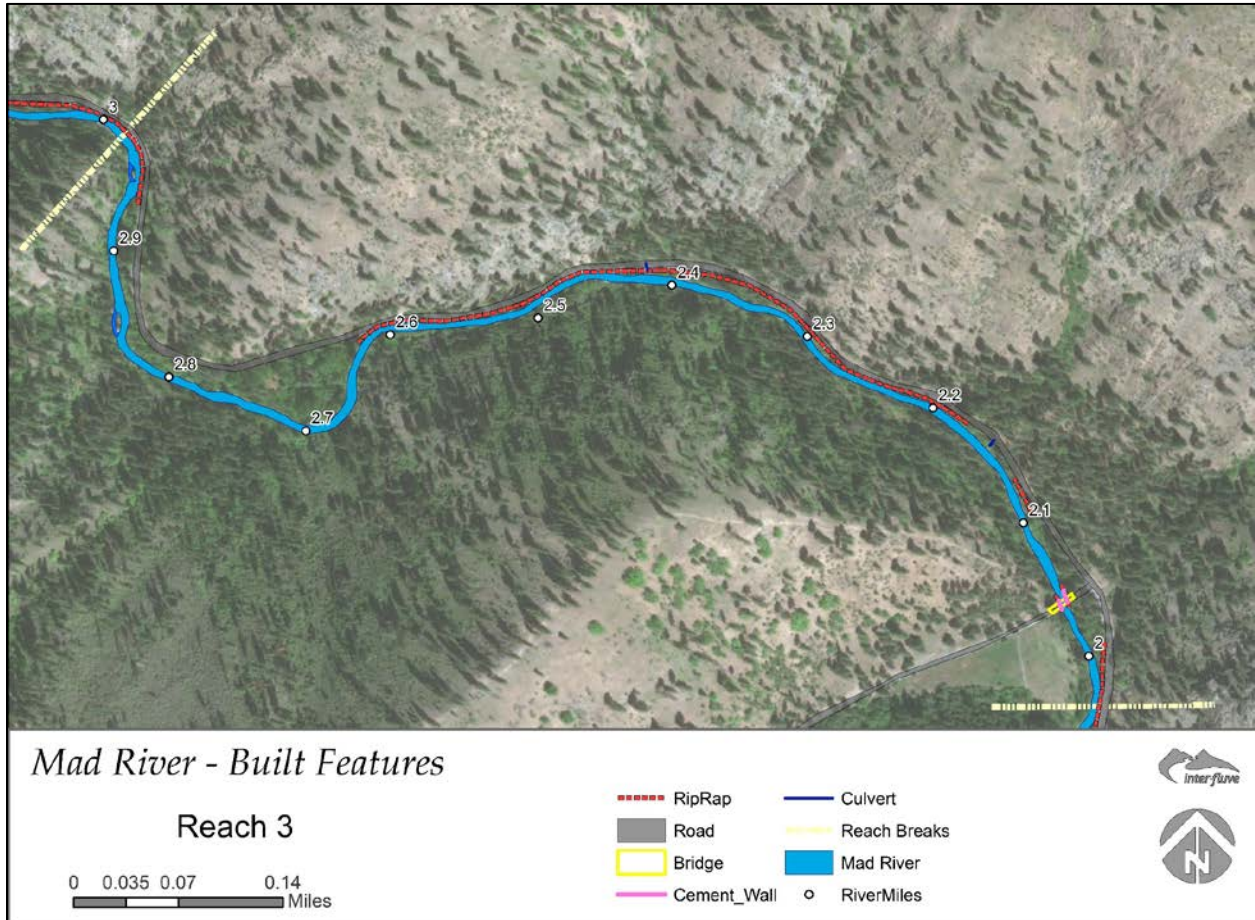 3
2.9
2.8
2.7
2.6
2.5
2.4
2.3
2.2
2.1
2
Mad River - Built Features
Reach 3
0 0.035 0.07 0.14
Miles
RipRap
Road
Bridge
Cement_Wall
Culvert
Reach Breaks
Mad River
RiverMiles
inter-fluve
N